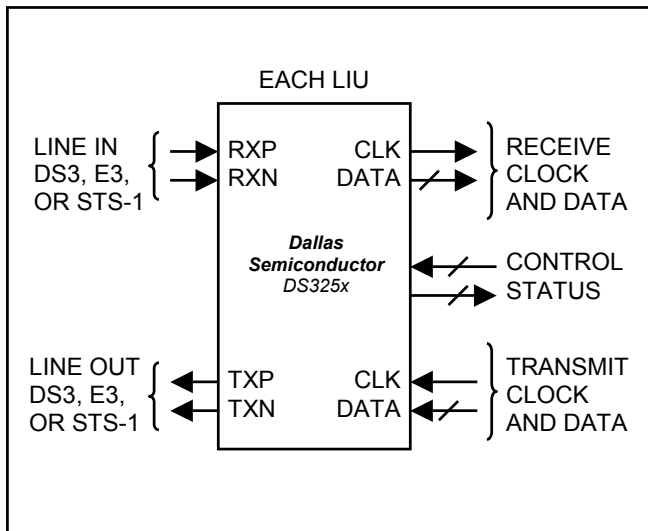 EACH LIU
LINE IN
DS3, E3,
OR STS-1
RXP
RXN
CLK
DATA
RECEIVE
CLOCK
AND DATA
Dallas
Semiconductor
DS325x
CONTROL
STATUS
LINE OUT
DS3, E3,
OR STS-1
TXP
TXN
CLK
DATA
TRANSMIT
CLOCK
AND DATA